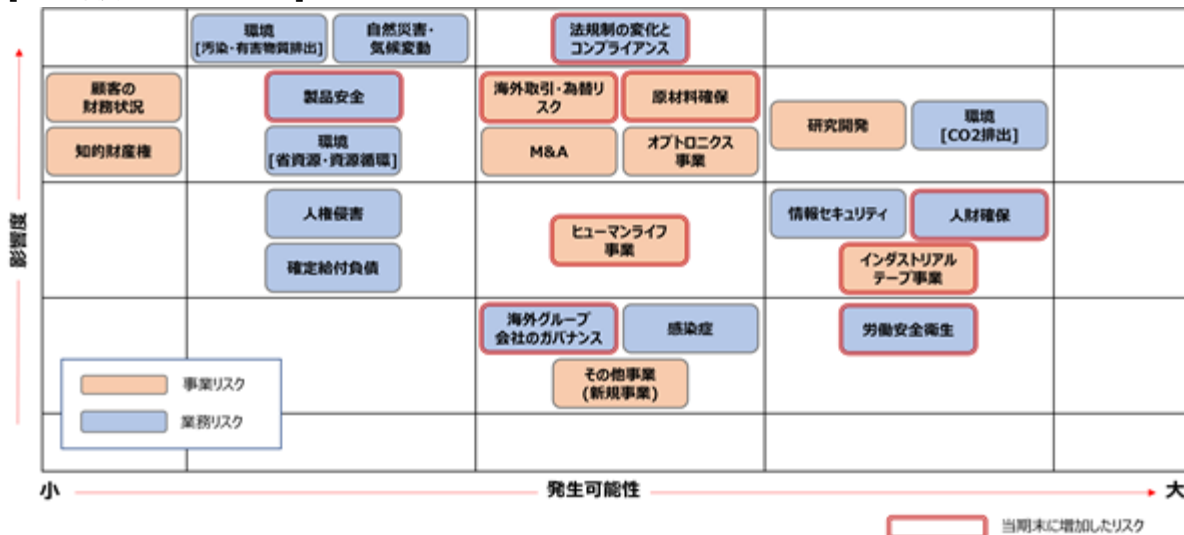 環境
[汚染・有害物質排出]
自然災害・
気候変動
法規制の変化と
コンプライアンス
顧客の
財務状況
製品安全
海外取引・為替リ
スク
原材料確保
研究開発
環境
[CO2排出]
知的財産権
環境
[省資源・資源循環]
M&A
オプトロニクス
事業
人権侵害
ヒューマンライフ
事業
情報セキュリティ
人財確保
確定給付負債
インダストリアル
テープ事業
影響度
海外グループ
会社のガバナンス
感染症
労働安全衛生
その他事業
(新規事業)
事業リスク
業務リスク
小
発生可能性
大
当期末に増加したリスク